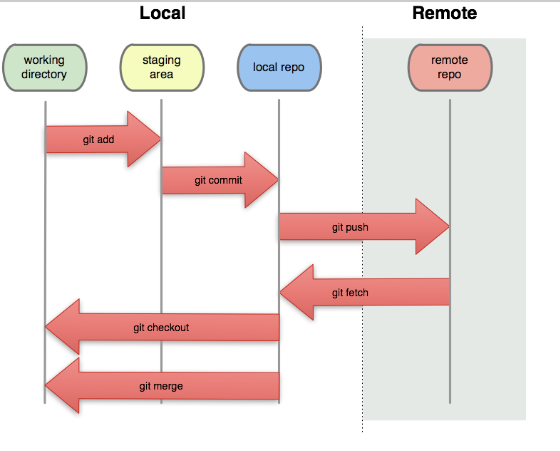 Local
Remote
working
directory
staging
area
local repo
remote
repo
git add
git commit
git push
git fetch
git checkout
git merge